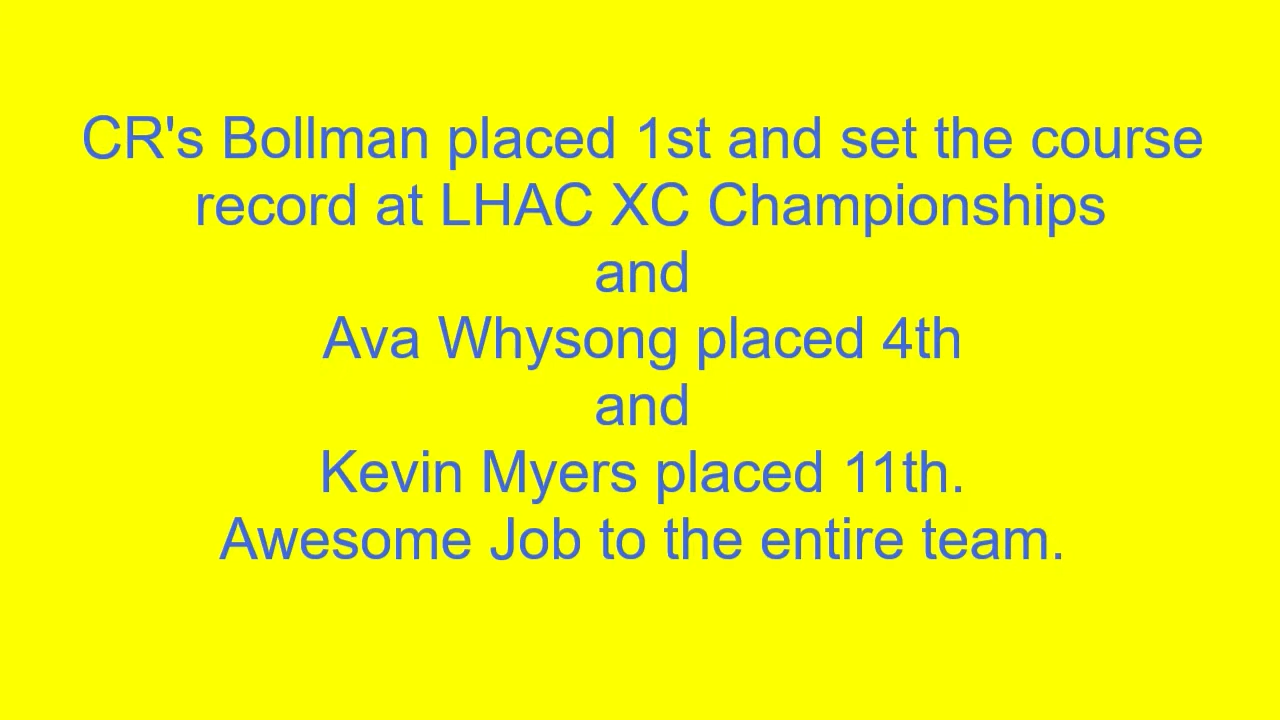 CR's Bollman placed 1st and set the course
record at LHAC XC Championships
and
Ava Whysong placed 4th
and
Kevin Myers placed 11th.
Awesome Job to the entire team.